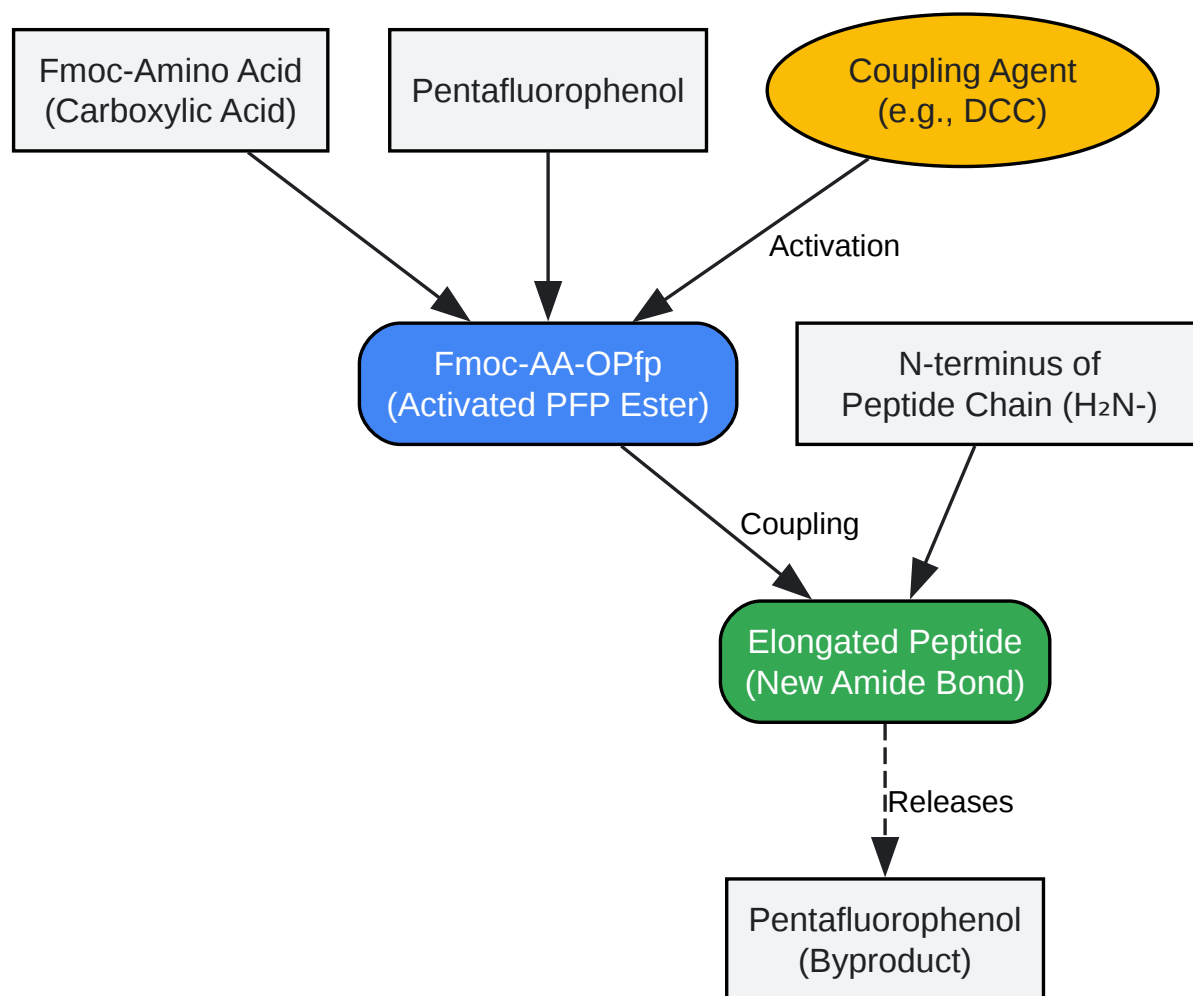 Fmoc-Amino Acid
(Carboxylic Acid)
Pentafluorophenol
Coupling Agent
(e.g., DCC)
Activation
Fmoc-AA-OPfp
(Activated PFP Ester)
N-terminus of
Peptide Chain (H₂N-)
Coupling
Elongated Peptide
(New Amide Bond)
Releases
Pentafluorophenol
(Byproduct)